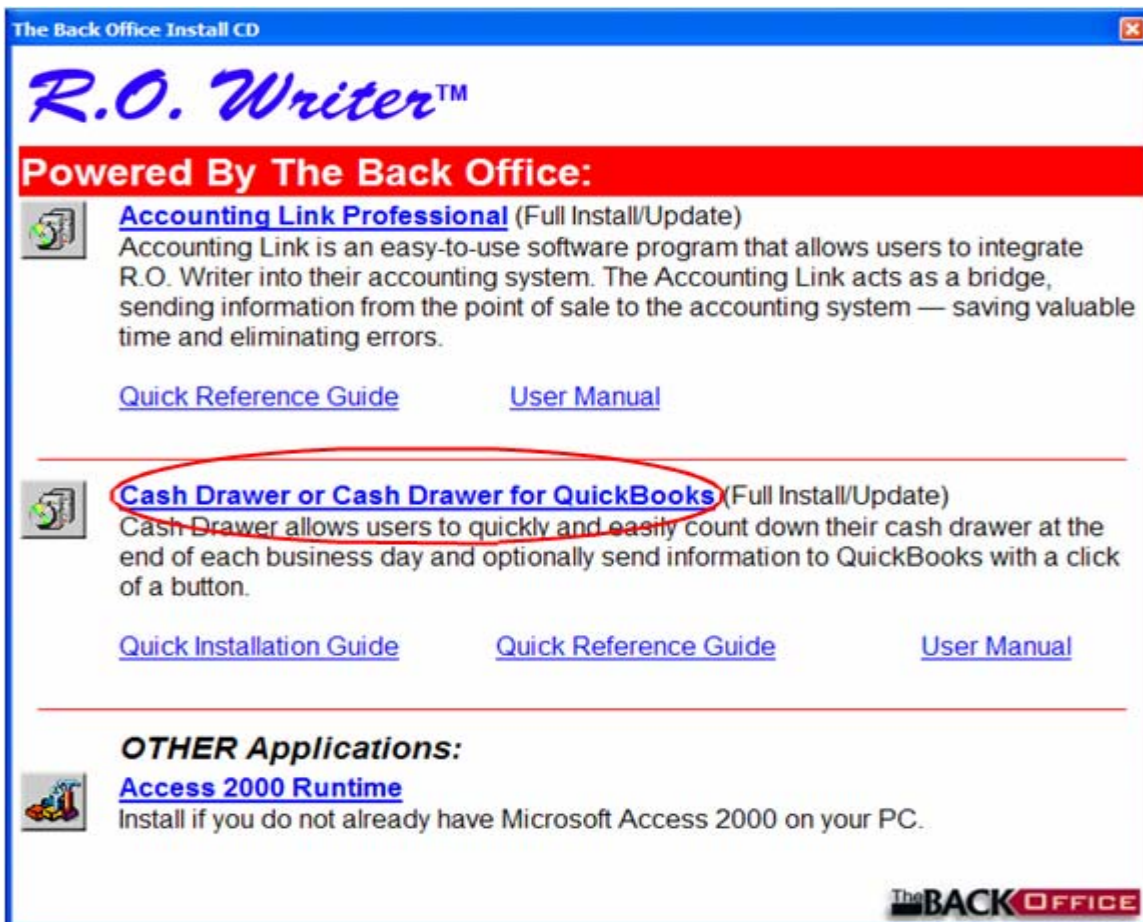 The Back Office Install CD
R.O. Writer™
Powered By The Back Office:
Accounting Link Professional (Full Install/Update)
Accounting Link is an easy-to-use software program that allows users to integrate
R.O. Writer into their accounting system. The Accounting Link acts as a bridge,
sending information from the point of sale to the accounting system — saving valuable
time and eliminating errors.
Quick Reference Guide User Manual
Cash Drawer or Cash Drawer for QuickBooks (Full Install/Update)
Cash Drawer allows users to quickly and easily count down their cash drawer at the
end of each business day and optionally send information to QuickBooks with a click
of a button.
Quick Installation Guide Quick Reference Guide User Manual
OTHER Applications:
Access 2000 Runtime
Install if you do not already have Microsoft Access 2000 on your PC.
The BACK OFFICE